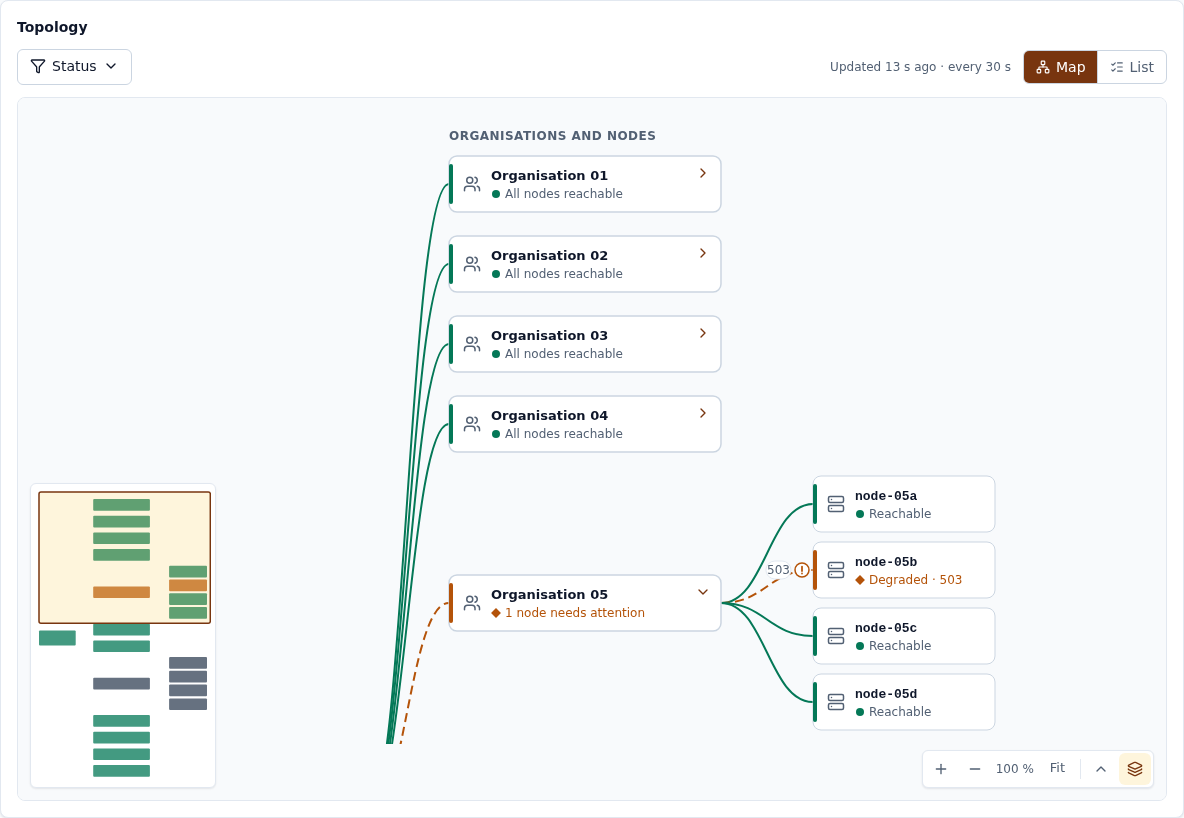 Topology
Status
Updated 13 s ago · every 30 s
Map
List
ORGANISATIONS AND NODES
Organisation 01
All nodes reachable
Organisation 02
All nodes reachable
Organisation 03
All nodes reachable
Organisation 04
All nodes reachable
node-05a
Reachable
503
node-05b
Degraded · 503
Organisation 05
1 node needs attention
node-05c
Reachable
node-05d
Reachable
100 %
Fit